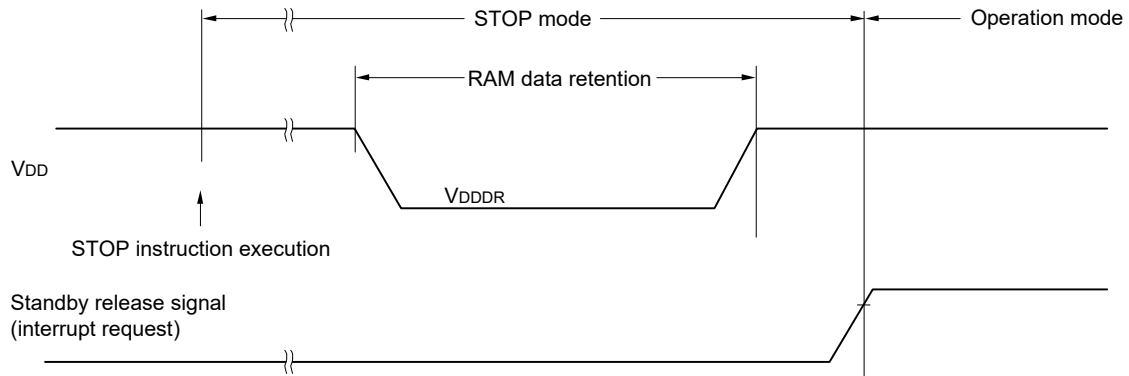 STOP mode
Operation mode
RAM data retention
VDD
VDDDR
STOP instruction execution
Standby release signal
(interrupt request)